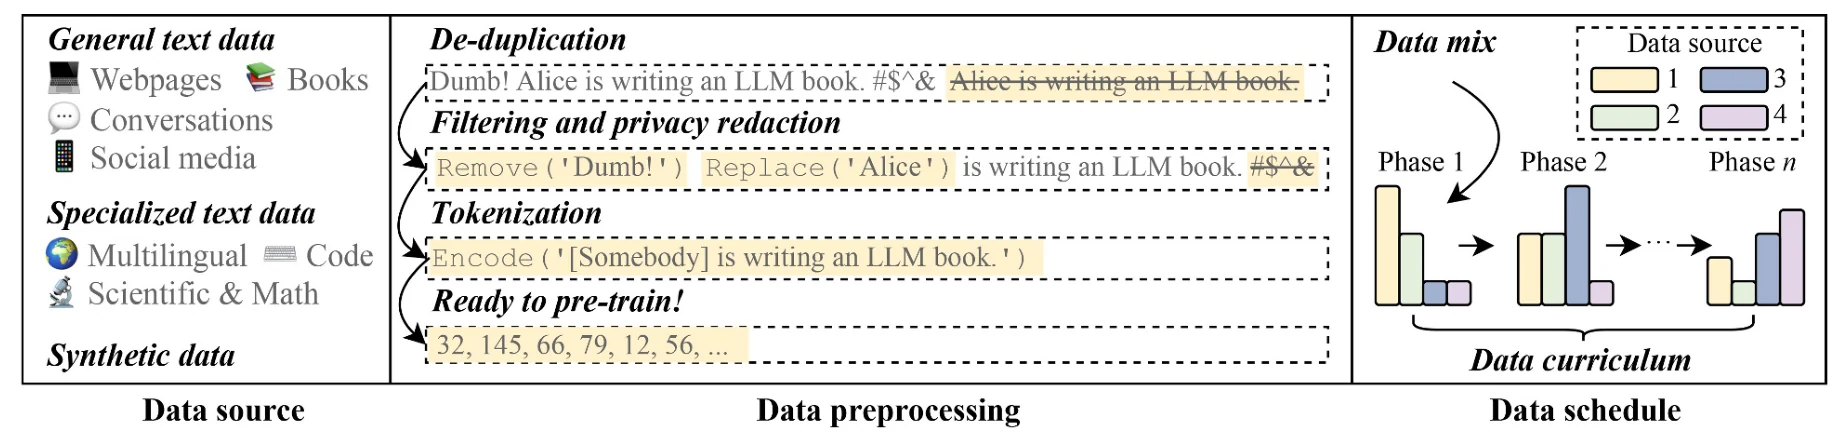 General text data
Webpages Books
Conversations
Social media
Specialized text data
Multilingual Code
Scientific & Math
Synthetic data
Data source
De-duplication
Dumb! Alice is writing an LLM book. #$^& Alice is writing an LLM book.
Filtering and privacy redaction
Remove('Dumb!') Replace('Alice') is writing an LLM book. #$^&
Tokenization
Encode('[Somebody] is writing an LLM book.')
Ready to pre-train!
32, 145, 66, 79, 12, 56, ...
Data preprocessing
Data mix
Data source
1 3
2 4
Phase 1 Phase 2 Phase n
...
Data curriculum
Data schedule